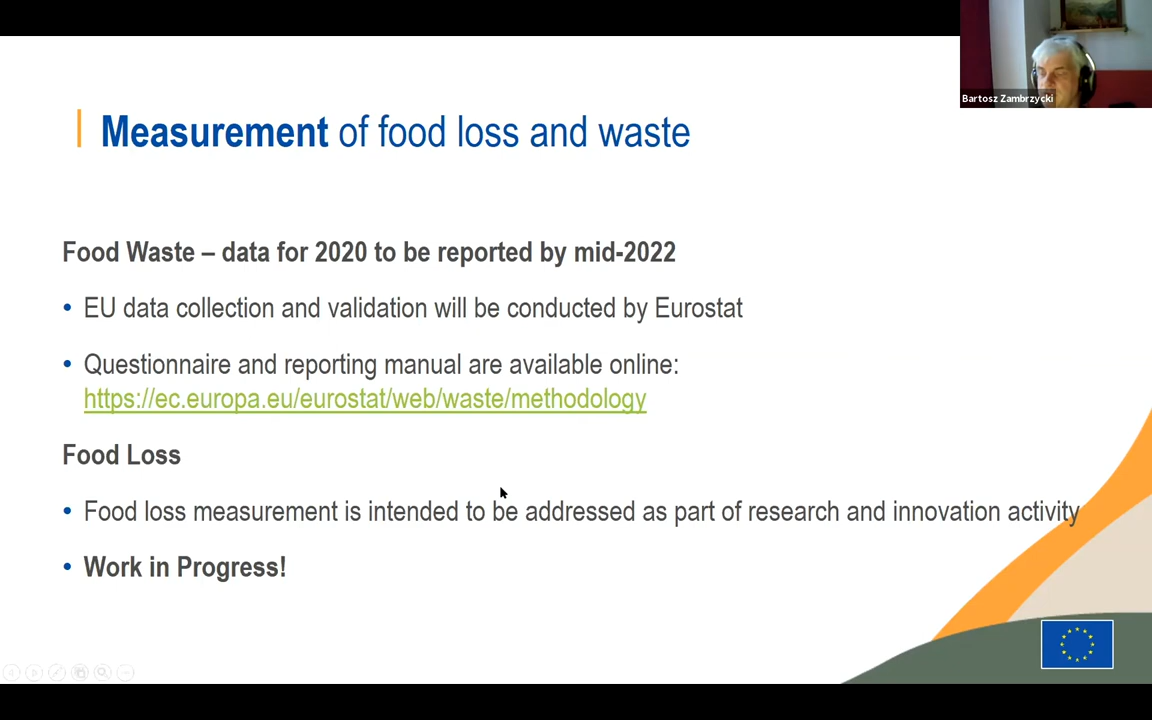 Bartosz Zambrzycki
Measurement of food loss and waste
Food Waste – data for 2020 to be reported by mid-2022
• EU data collection and validation will be conducted by Eurostat
• Questionnaire and reporting manual are available online:
https://ec.europa.eu/eurostat/web/waste/methodology
Food Loss
• Food loss measurement is intended to be addressed as part of research and innovation activity
• Work in Progress!